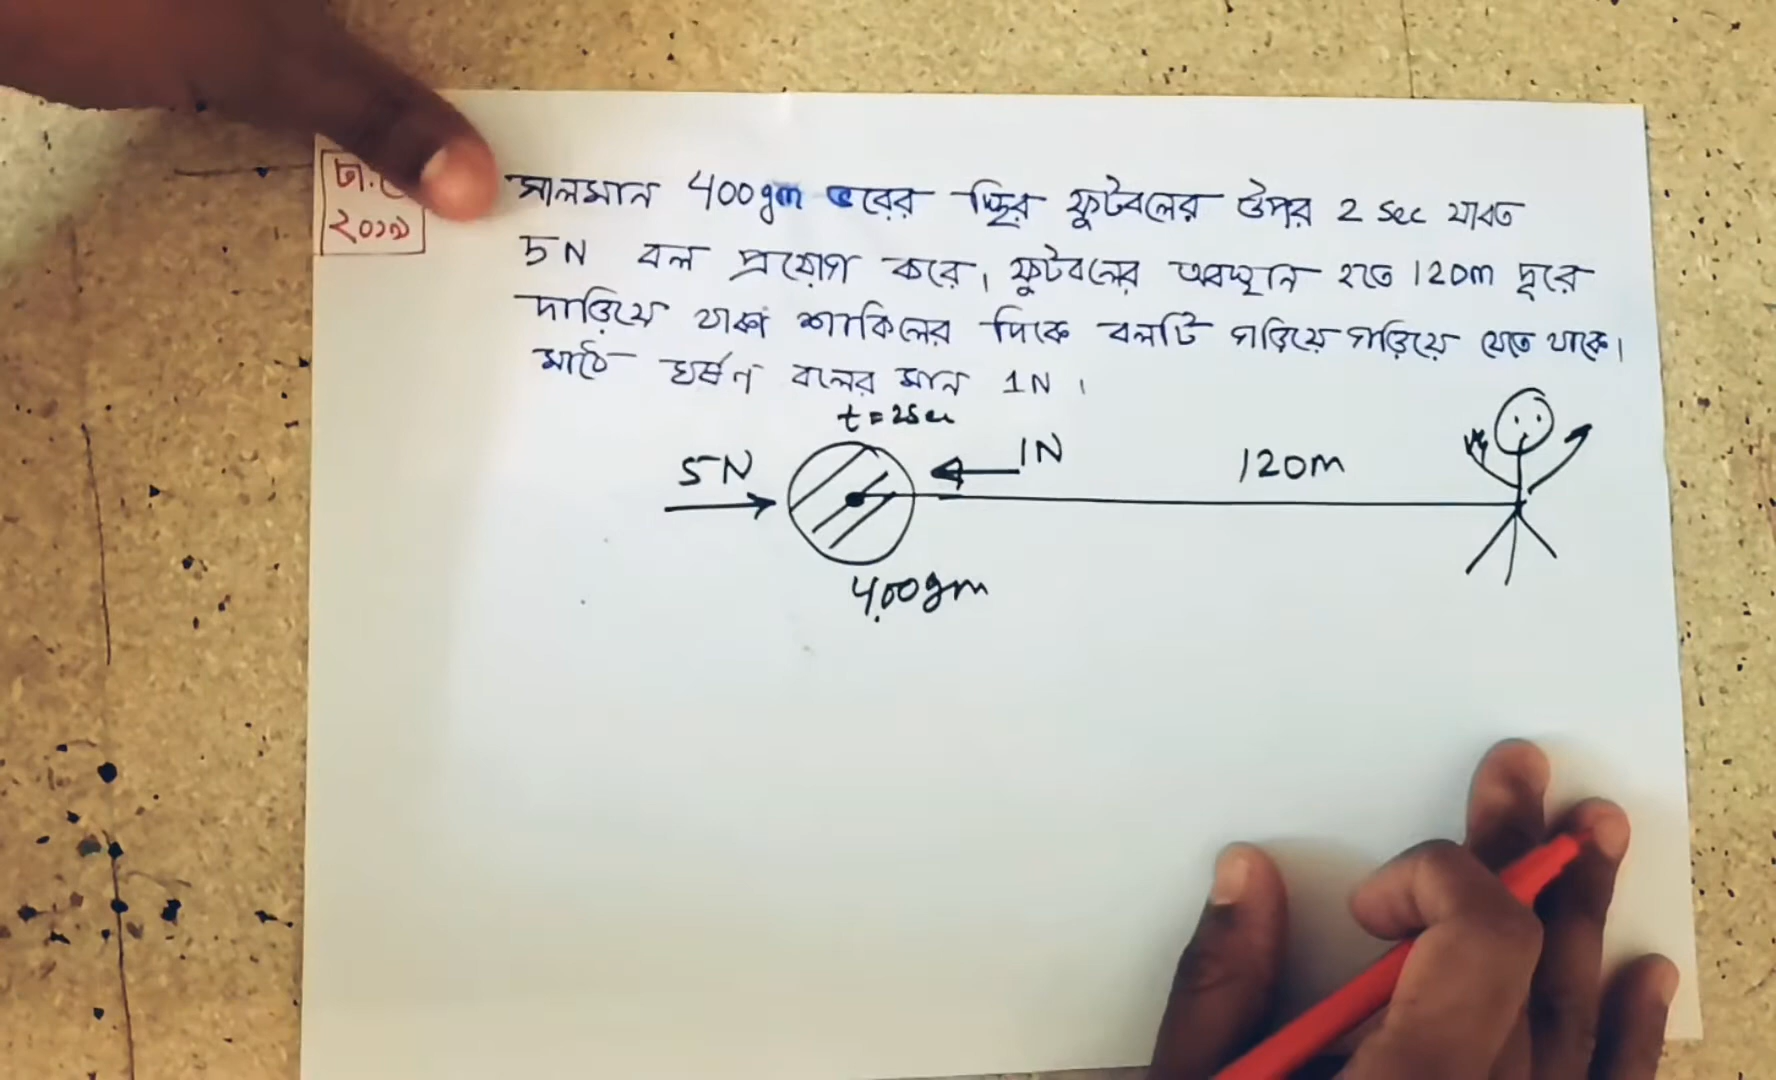 ঢা.
২০১৯
সালমান 400gm ভরের স্থির ফুটবলের উপর 2 sec যাবত
5N বল প্রয়োগ করে। ফুটবলের অবস্থান হতে 120m দূরে
দাড়িয়ে থাকা শাকিলের দিকে বলটি গড়িয়ে গড়িয়ে যেতে থাকে।
মাঠে ঘর্ষণ বলের মান 1N।
t = 2sec
5N
1N
120m
400gm